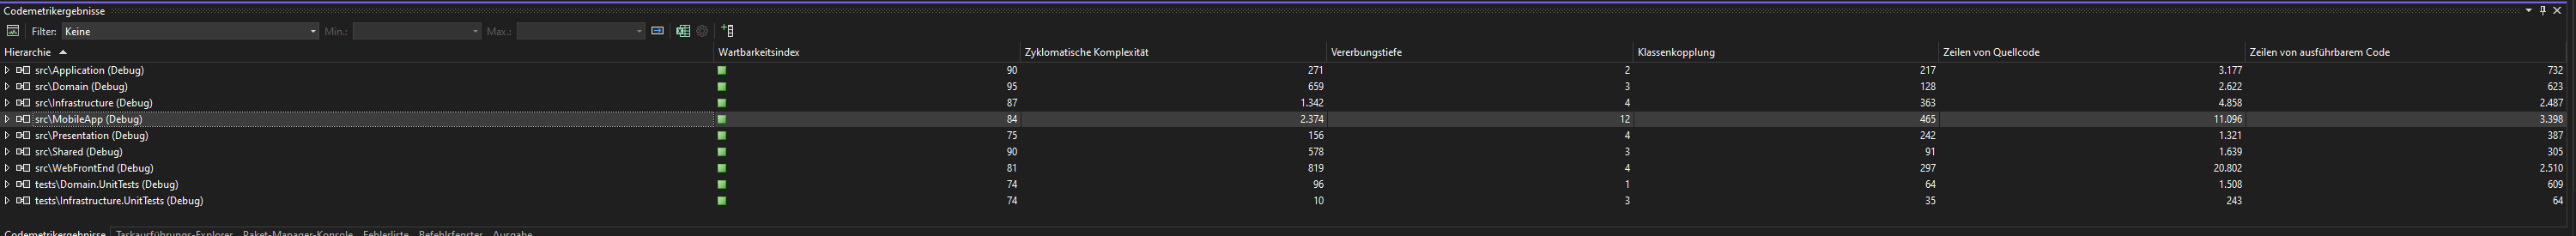 Codemetrikergebnisse
Filter: Keine Min.: Max.:
Hierarchie Wartbarkeitsindex Zyklomatische Komplexität Vererbungstiefe Klassenkopplung Zeilen von Quellcode Zeilen von ausführbarem Code
src\Application (Debug) 90 271 2 217 3.177 732
src\Domain (Debug) 95 659 3 128 2.622 623
src\Infrastructure (Debug) 87 1.342 4 363 4.858 2.487
src\MobileApp (Debug) 84 2.374 12 465 11.096 3.398
src\Presentation (Debug) 75 156 4 242 1.321 387
src\Shared (Debug) 90 578 3 91 1.639 305
src\WebFrontEnd (Debug) 81 819 4 297 20.802 2.510
tests\Domain.UnitTests (Debug) 74 96 1 64 1.508 609
tests\Infrastructure.UnitTests (Debug) 74 10 3 35 243 64
Codemetrikergebnisse Taskausführungs-Explorer Paket-Manager-Konsole Fehlerliste Befehlsfenster Ausgabe